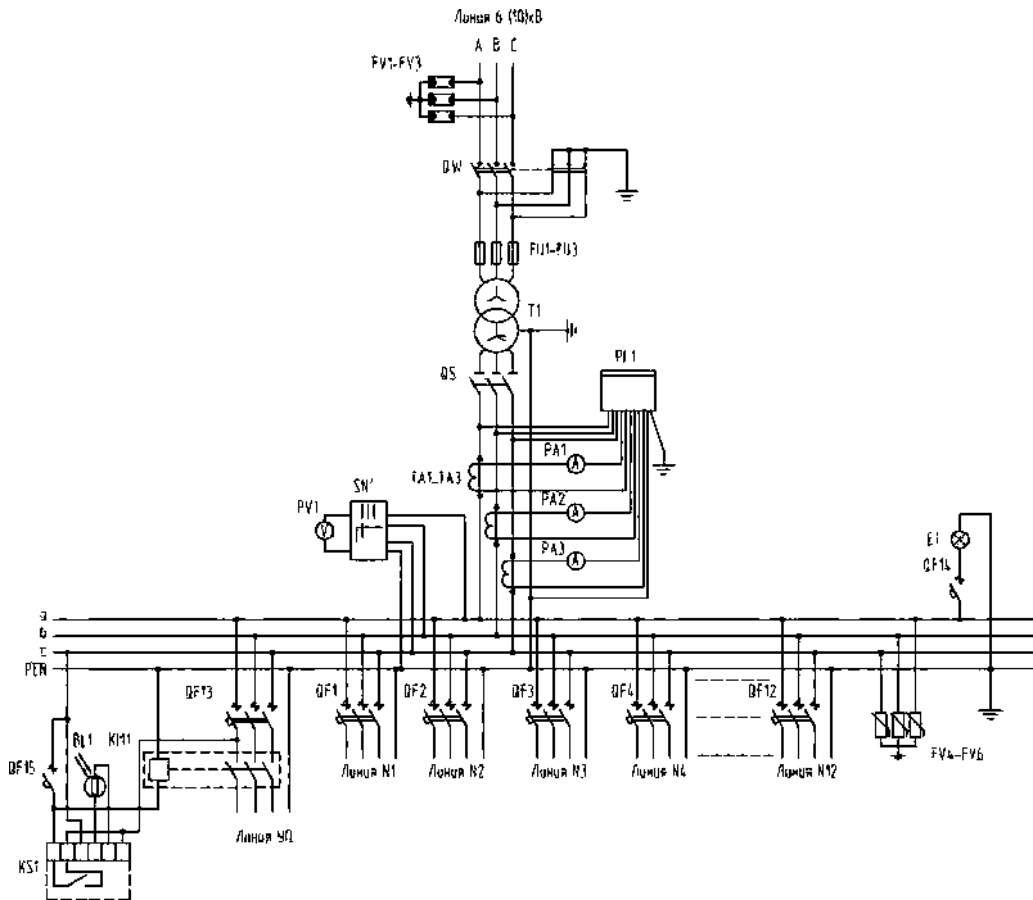 Линия 6 (10)кВ
A B C
FV1-FV3
QW
FU1-FU3
T1
QS
PI1
PA1
A
TA1-TA3
SN1
PV1
V
PA2
A
PA3
A
E1
QF14
a
b
c
PEN
QF13
QF1
QF2
QF3
QF4
QF12
FV4-FV6
QF15
BL1
KM1
Линия N1
Линия N2
Линия N3
Линия N4
Линия N12
Линия УО
KS1